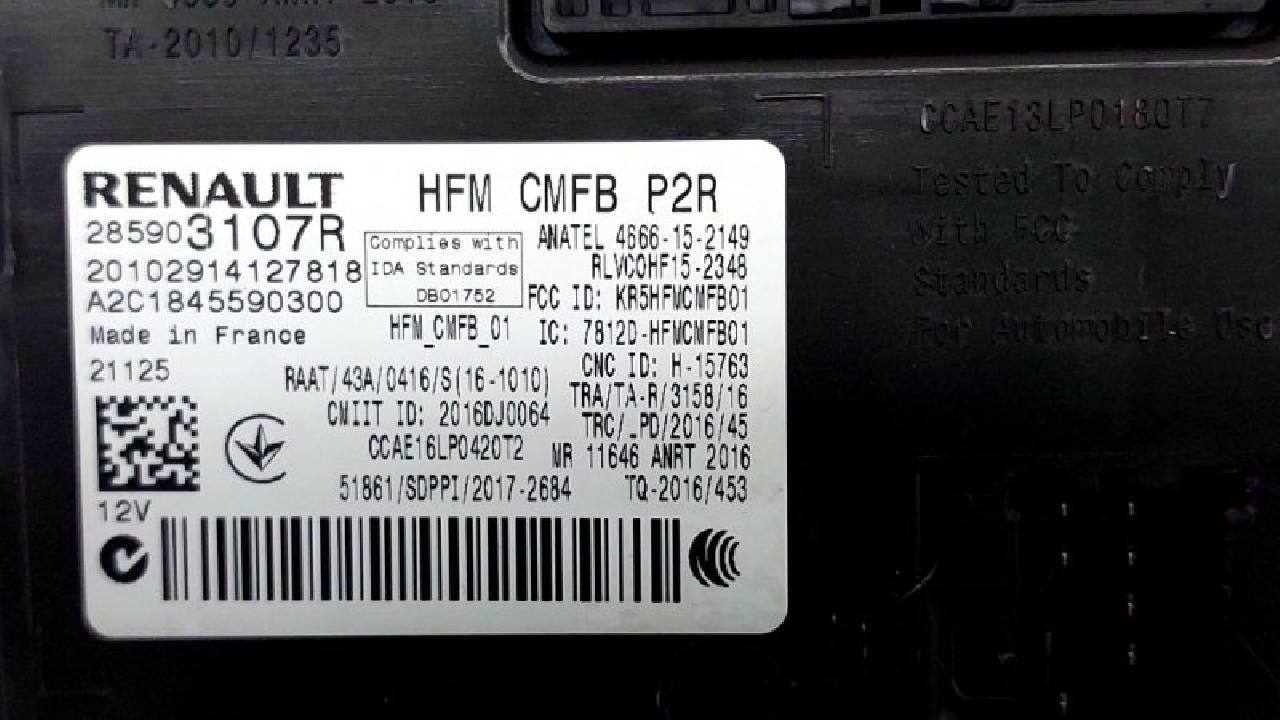 TA-2010/1235
RENAULT
HFM CMFB P2R
285903107R
20102914127818
A2C1845590300
Made in France
21125
Complies with
IDA Standards
DB01752
HFM_CMFB_01
ANATEL 4666-15-2149
RLVCOHF15-2348
FCC ID: KR5HFMCMFB01
IC: 7812D-HFMCMFB01
CNC ID: H-15763
RAAT/43A/0416/S(16-1010)
TRA/TA-R/3158/16
CMIIT ID: 2016DJ0064
TRC/_PD/2016/45
CCAE16LP0420T2
MR 11646 ANRT 2016
51861/SDPPI/2017-2684
TQ-2016/453
12V
CCAE13LP0180T7
Tested To Comply
With FCC
Standards
For Automobile Use